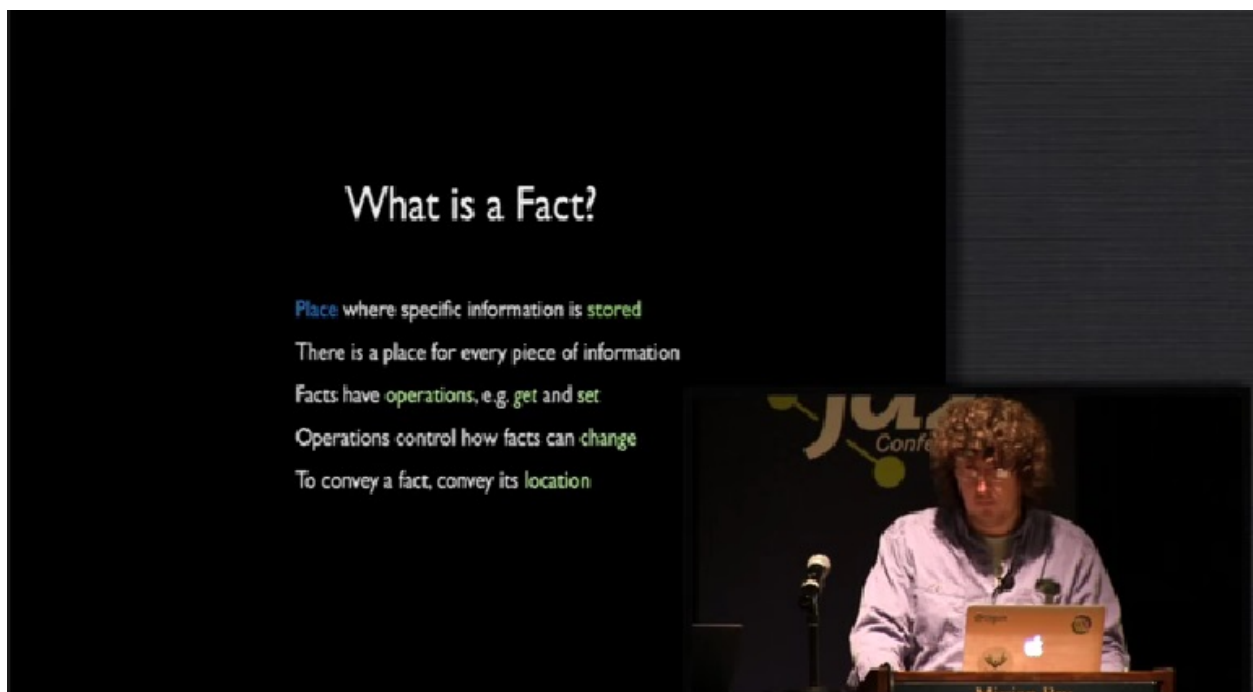 What is a Fact?
Place where specific information is stored
There is a place for every piece of information
Facts have operations, e.g. get and set
Operations control how facts can change
To convey a fact, convey its location